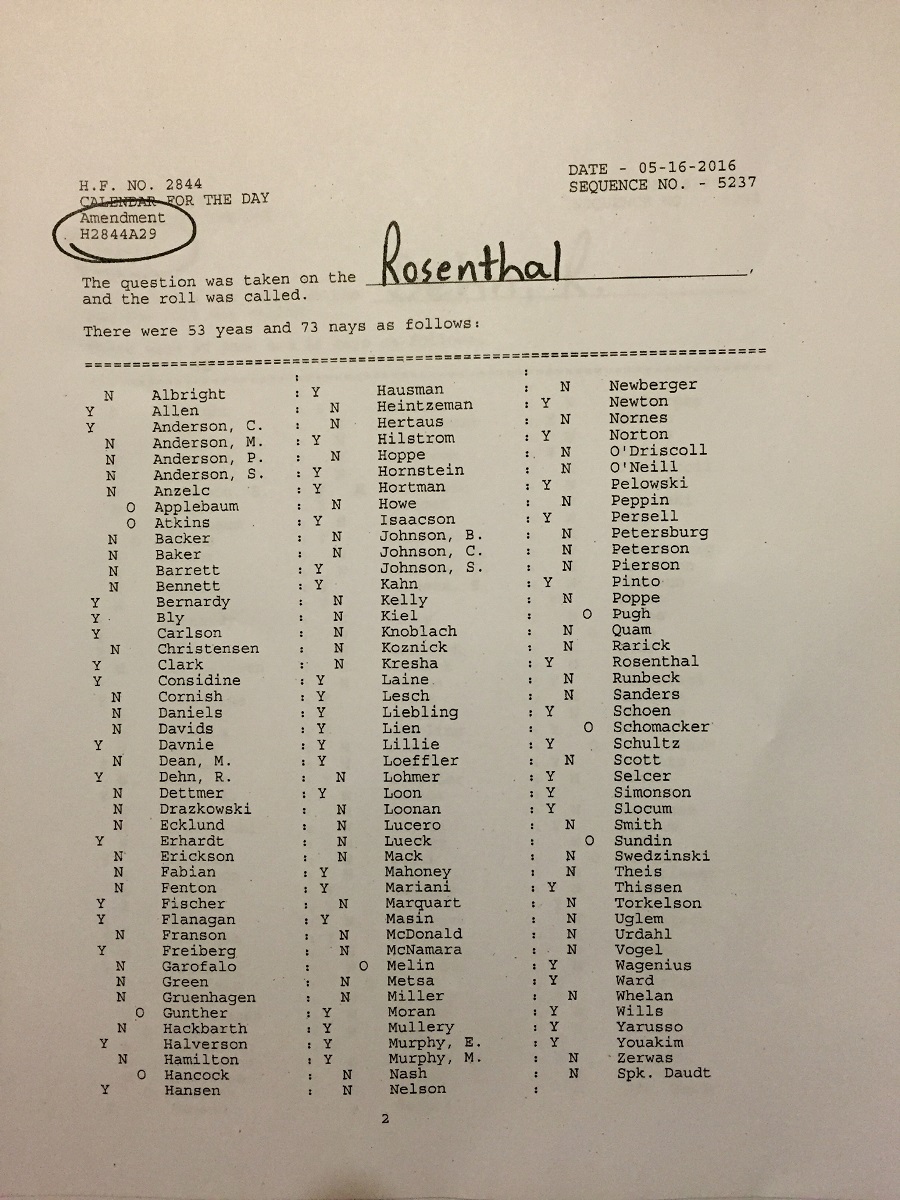 DATE - 05-16-2016
H.F. NO. 2844 SEQUENCE NO. - 5237
CALENDAR FOR THE DAY
Amendment
H2844A29
The question was taken on the Rosenthal,
and the roll was called.
There were 53 yeas and 73 nays as follows:
==========================================================================
: :
N Albright : Y Hausman : N Newberger
Y Allen : N Heintzeman : Y Newton
Y Anderson, C. : N Hertaus : N Nornes
N Anderson, M. : Y Hilstrom : Y Norton
N Anderson, P. : N Hoppe : N O'Driscoll
N Anderson, S. : Y Hornstein : N O'Neill
N Anzelc : Y Hortman : Y Pelowski
O Applebaum : N Howe : N Peppin
O Atkins : Y Isaacson : Y Persell
N Backer : N Johnson, B. : N Petersburg
N Baker : N Johnson, C. : N Peterson
N Barrett : Y Johnson, S. : N Pierson
N Bennett : Y Kahn : Y Pinto
Y Bernardy : N Kelly : N Poppe
Y Bly : N Kiel : O Pugh
Y Carlson : N Knoblach : N Quam
N Christensen : N Koznick : N Rarick
Y Clark : N Kresha : Y Rosenthal
Y Considine : Y Laine : N Runbeck
N Cornish : Y Lesch : N Sanders
N Daniels : Y Liebling : Y Schoen
N Davids : Y Lien : O Schomacker
Y Davnie : Y Lillie : Y Schultz
N Dean, M. : Y Loeffler : N Scott
Y Dehn, R. : N Lohmer : Y Selcer
N Dettmer : Y Loon : Y Simonson
N Drazkowski : N Loonan : Y Slocum
N Ecklund : N Lucero : N Smith
Y Erhardt : N Lueck : O Sundin
N Erickson : N Mack : N Swedzinski
N Fabian : Y Mahoney : N Theis
N Fenton : Y Mariani : Y Thissen
Y Fischer : N Marquart : N Torkelson
Y Flanagan : Y Masin : N Uglem
N Franson : N McDonald : N Urdahl
Y Freiberg : N McNamara : N Vogel
N Garofalo : O Melin : Y Wagenius
N Green : N Metsa : Y Ward
N Gruenhagen : N Miller : N Whelan
O Gunther : Y Moran : Y Wills
N Hackbarth : Y Mullery : Y Yarusso
Y Halverson : Y Murphy, E. : Y Youakim
N Hamilton : Y Murphy, M. : N Zerwas
O Hancock : N Nash : N Spk. Daudt
Y Hansen : N Nelson :
2